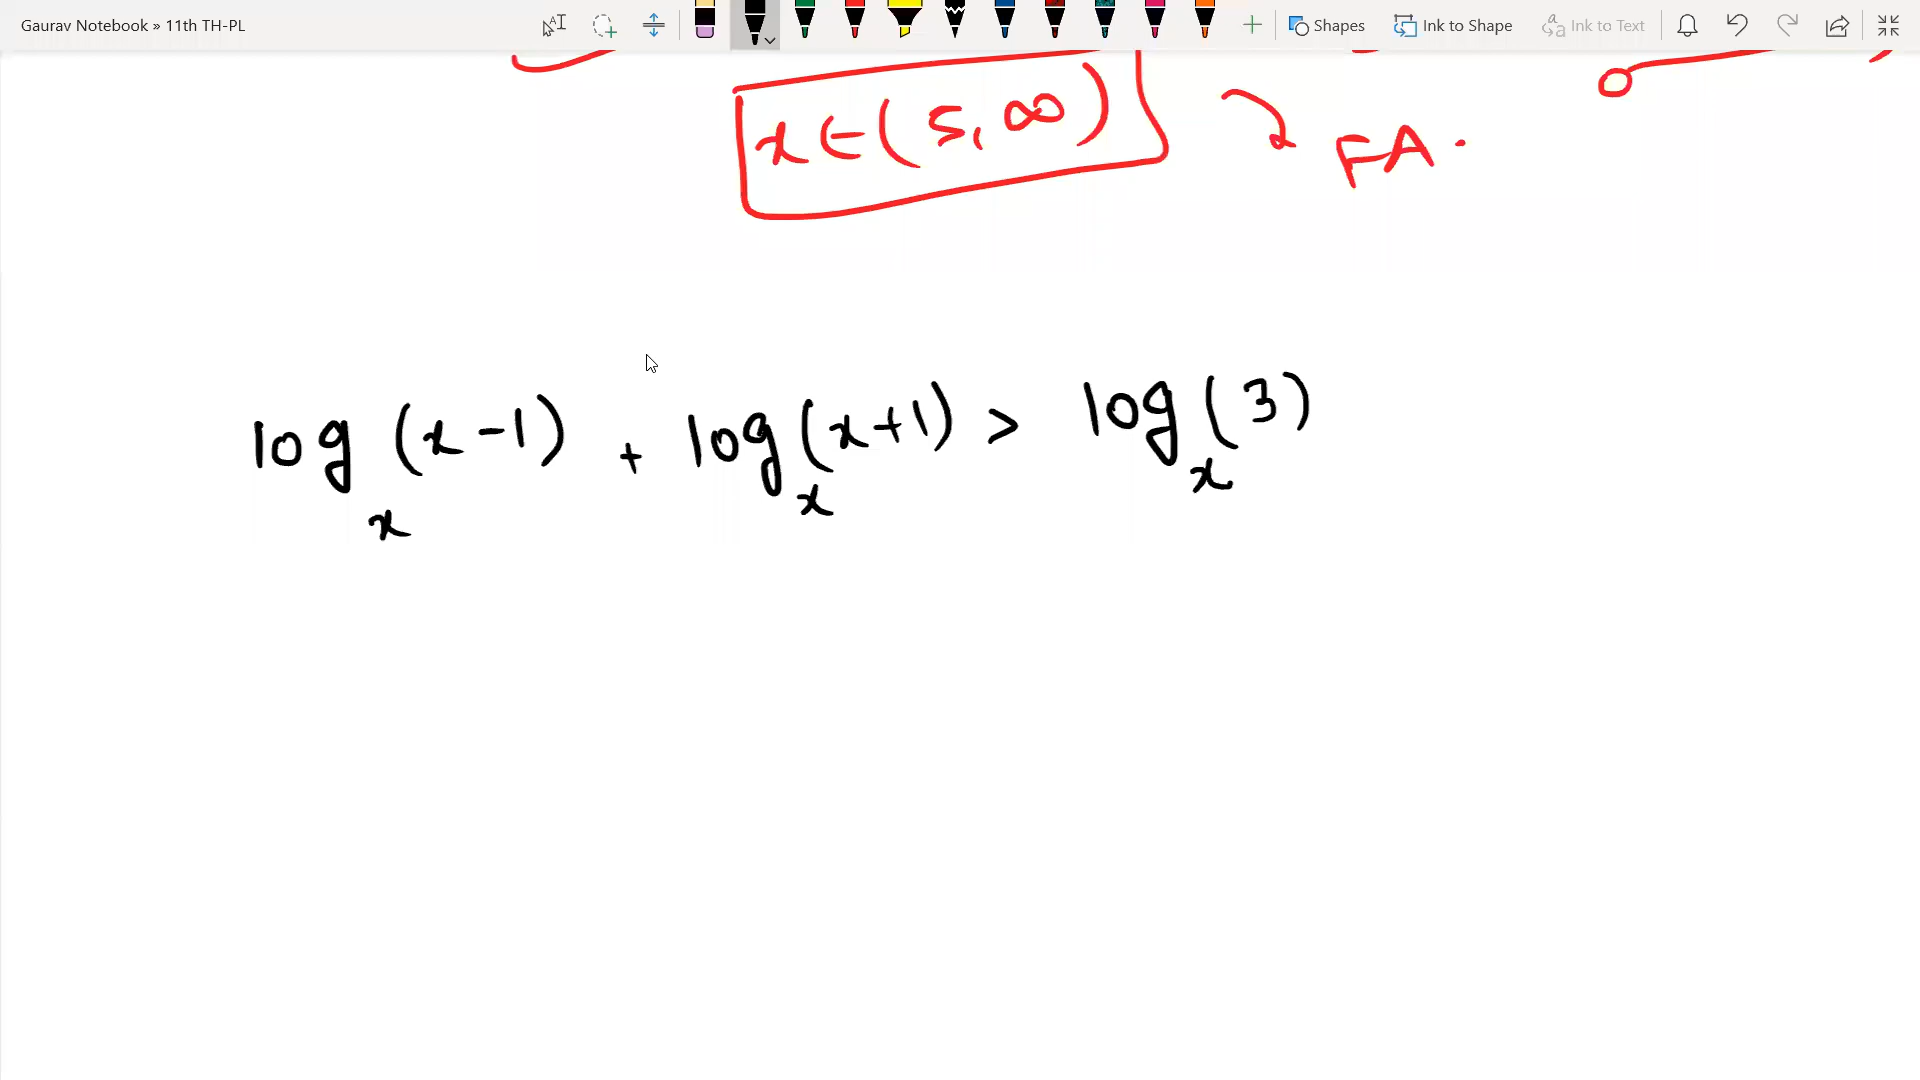 Gaurav Notebook » 11th TH-PL
Shapes
Ink to Shape
Ink to Text
x ∈ (5, ∞)
FA.
log_x (x-1) + log_x (x+1) > log_x (3)